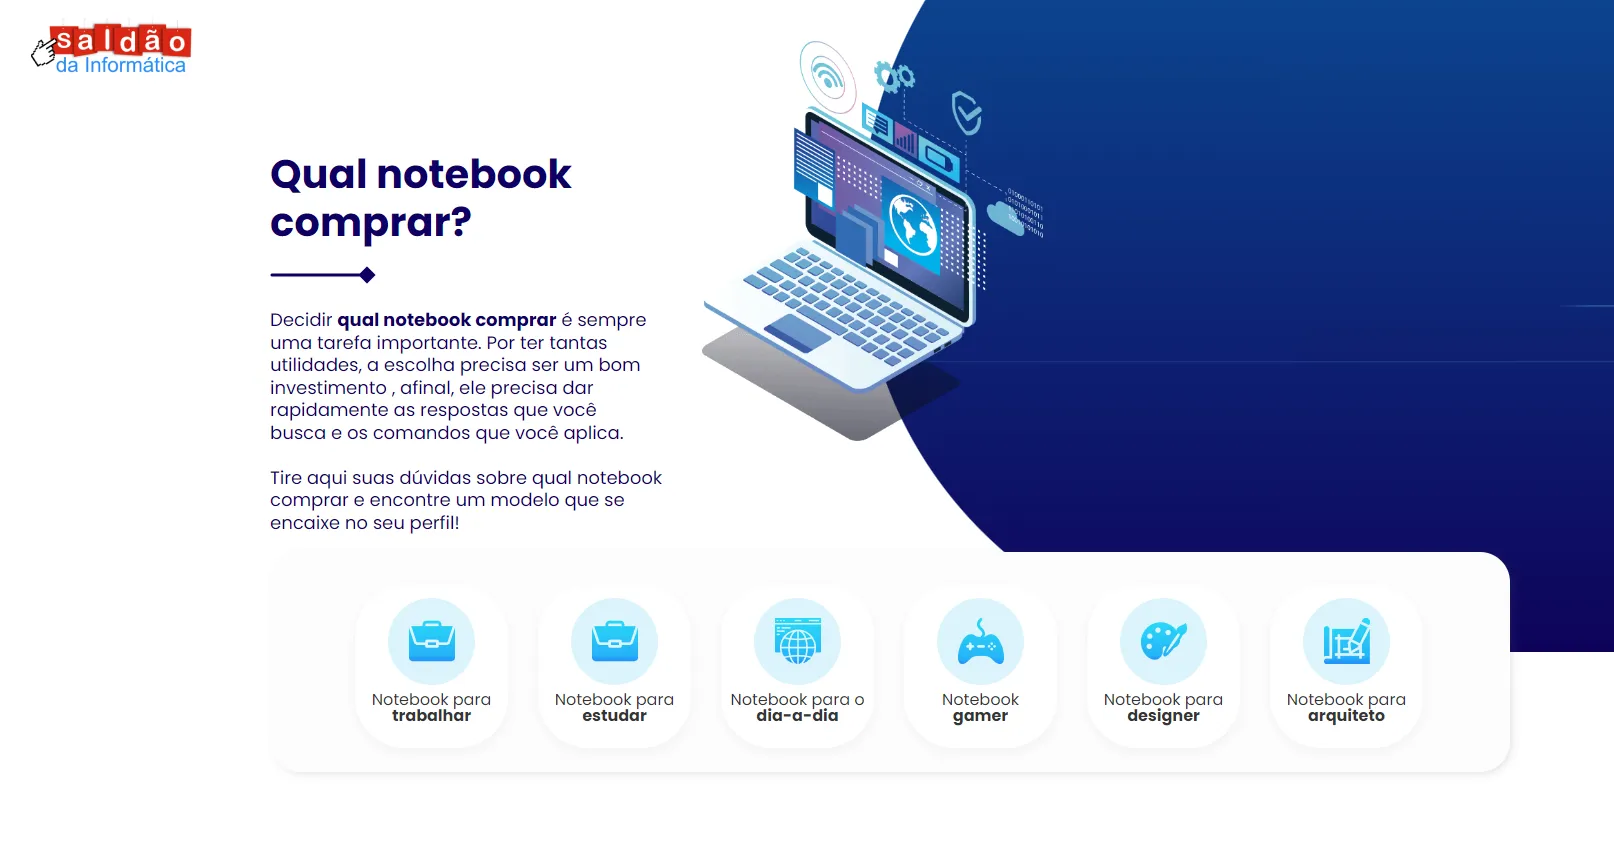 saldão
da Informática
Qual notebook
comprar?
Decidir qual notebook comprar é sempre
uma tarefa importante. Por ter tantas
utilidades, a escolha precisa ser um bom
investimento , afinal, ele precisa dar
rapidamente as respostas que você
busca e os comandos que você aplica.
Tire aqui suas dúvidas sobre qual notebook
comprar e encontre um modelo que se
encaixe no seu perfil!
Notebook para
trabalhar
Notebook para
estudar
Notebook para o
dia-a-dia
Notebook
gamer
Notebook para
designer
Notebook para
arquiteto